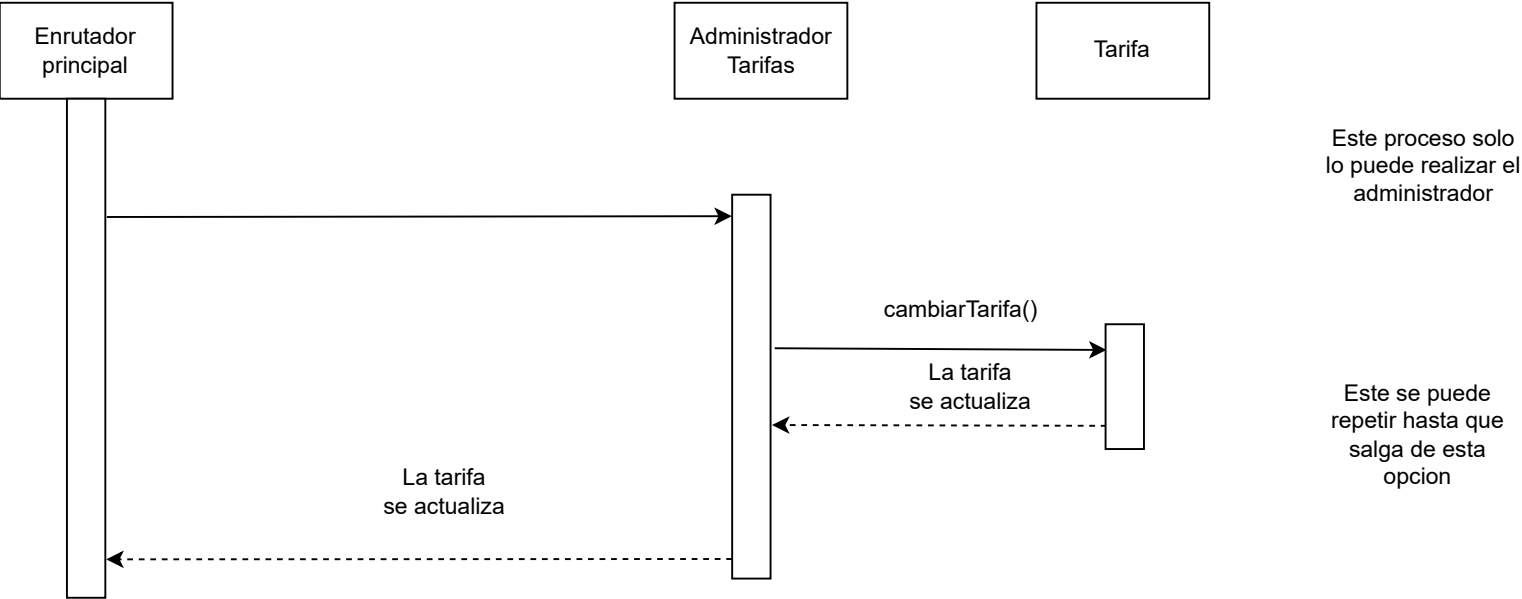 Enrutador
principal
Administrador
Tarifas
Tarifa
Este proceso solo
lo puede realizar el
administrador
cambiarTarifa()
La tarifa
se actualiza
Este se puede
repetir hasta que
salga de esta
opcion
La tarifa
se actualiza